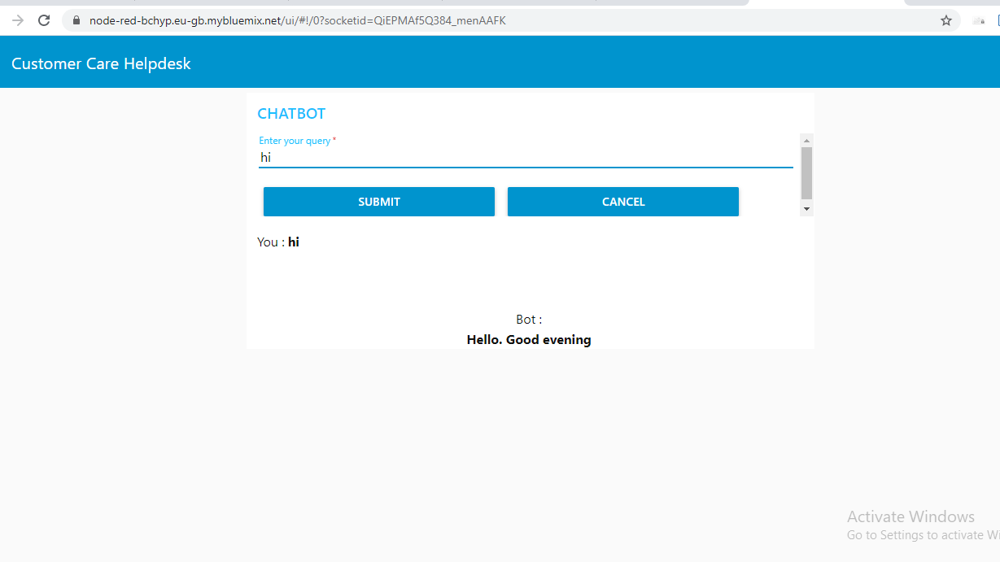 node-red-bchyp.eu-gb.mybluemix.net/ui/#!/0?socketid=QiEPMAf5Q384_menAAFK
Customer Care Helpdesk
CHATBOT
Enter your query *
hi
SUBMIT CANCEL
You : hi
Bot :
Hello. Good evening
Activate Windows
Go to Settings to activate Wi